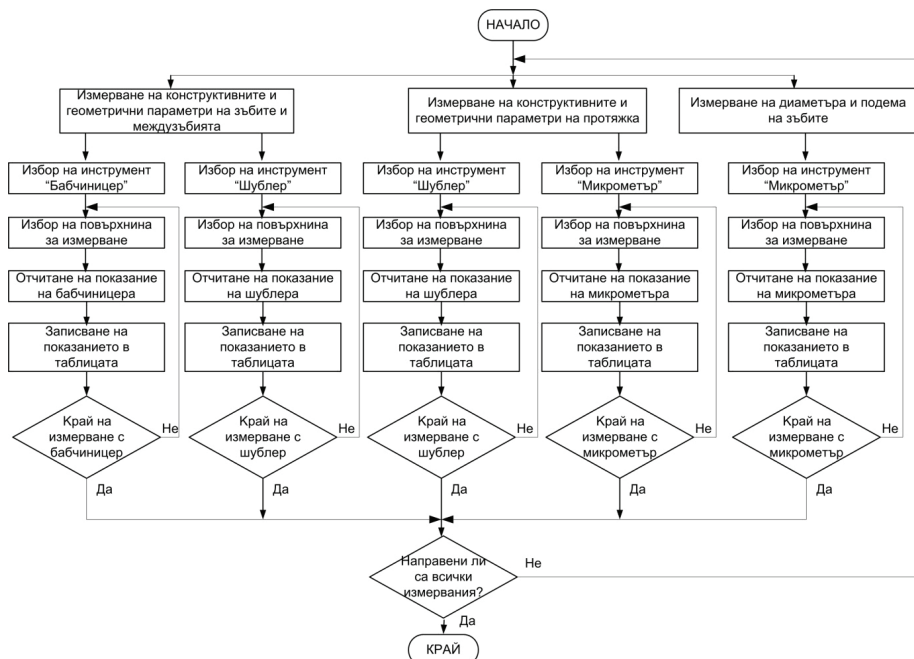 НАЧАЛО
Измерване на конструктивните и
геометрични параметри на зъбите и
междузъбията
Измерване на конструктивните и
геометрични параметри на протяжка
Измерване на диаметъра и подема
на зъбите
Избор на инструмент
“Бабчиницер”
Избор на инструмент
“Шублер”
Избор на инструмент
“Шублер”
Избор на инструмент
“Микрометър”
Избор на инструмент
“Микрометър”
Избор на повърхнина
за измерване
Избор на повърхнина
за измерване
Избор на повърхнина
за измерване
Избор на повърхнина
за измерване
Избор на повърхнина
за измерване
Отчитане на показание
на бабчиницера
Отчитане на показание
на шублера
Отчитане на показание
на шублера
Отчитане на показание
на микрометъра
Отчитане на показание
на микрометъра
Записване на
показанието в
таблицата
Записване на
показанието в
таблицата
Записване на
показанието в
таблицата
Записване на
показанието в
таблицата
Записване на
показанието в
таблицата
Край на
измерване с
бабчиницер
Не
Да
Край на
измерване с
шублер
Не
Да
Край на
измерване с
шублер
Не
Да
Край на
измерване с
микрометър
Не
Да
Край на
измерване с
микрометър
Не
Да
Направени ли
са всички
измервания?
Не
Да
КРАЙ